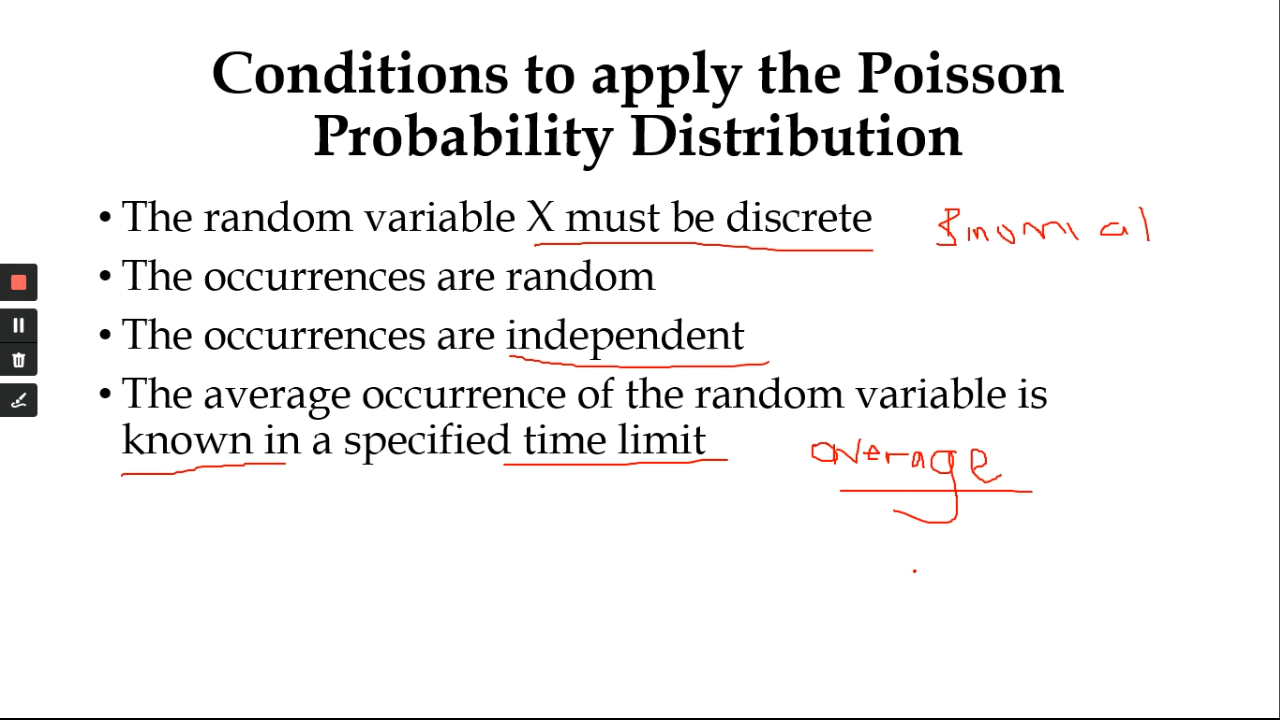 Conditions to apply the Poisson
Probability Distribution
• The random variable X must be discrete
Binomial
• The occurrences are random
• The occurrences are independent
• The average occurrence of the random variable is
known in a specified time limit
average